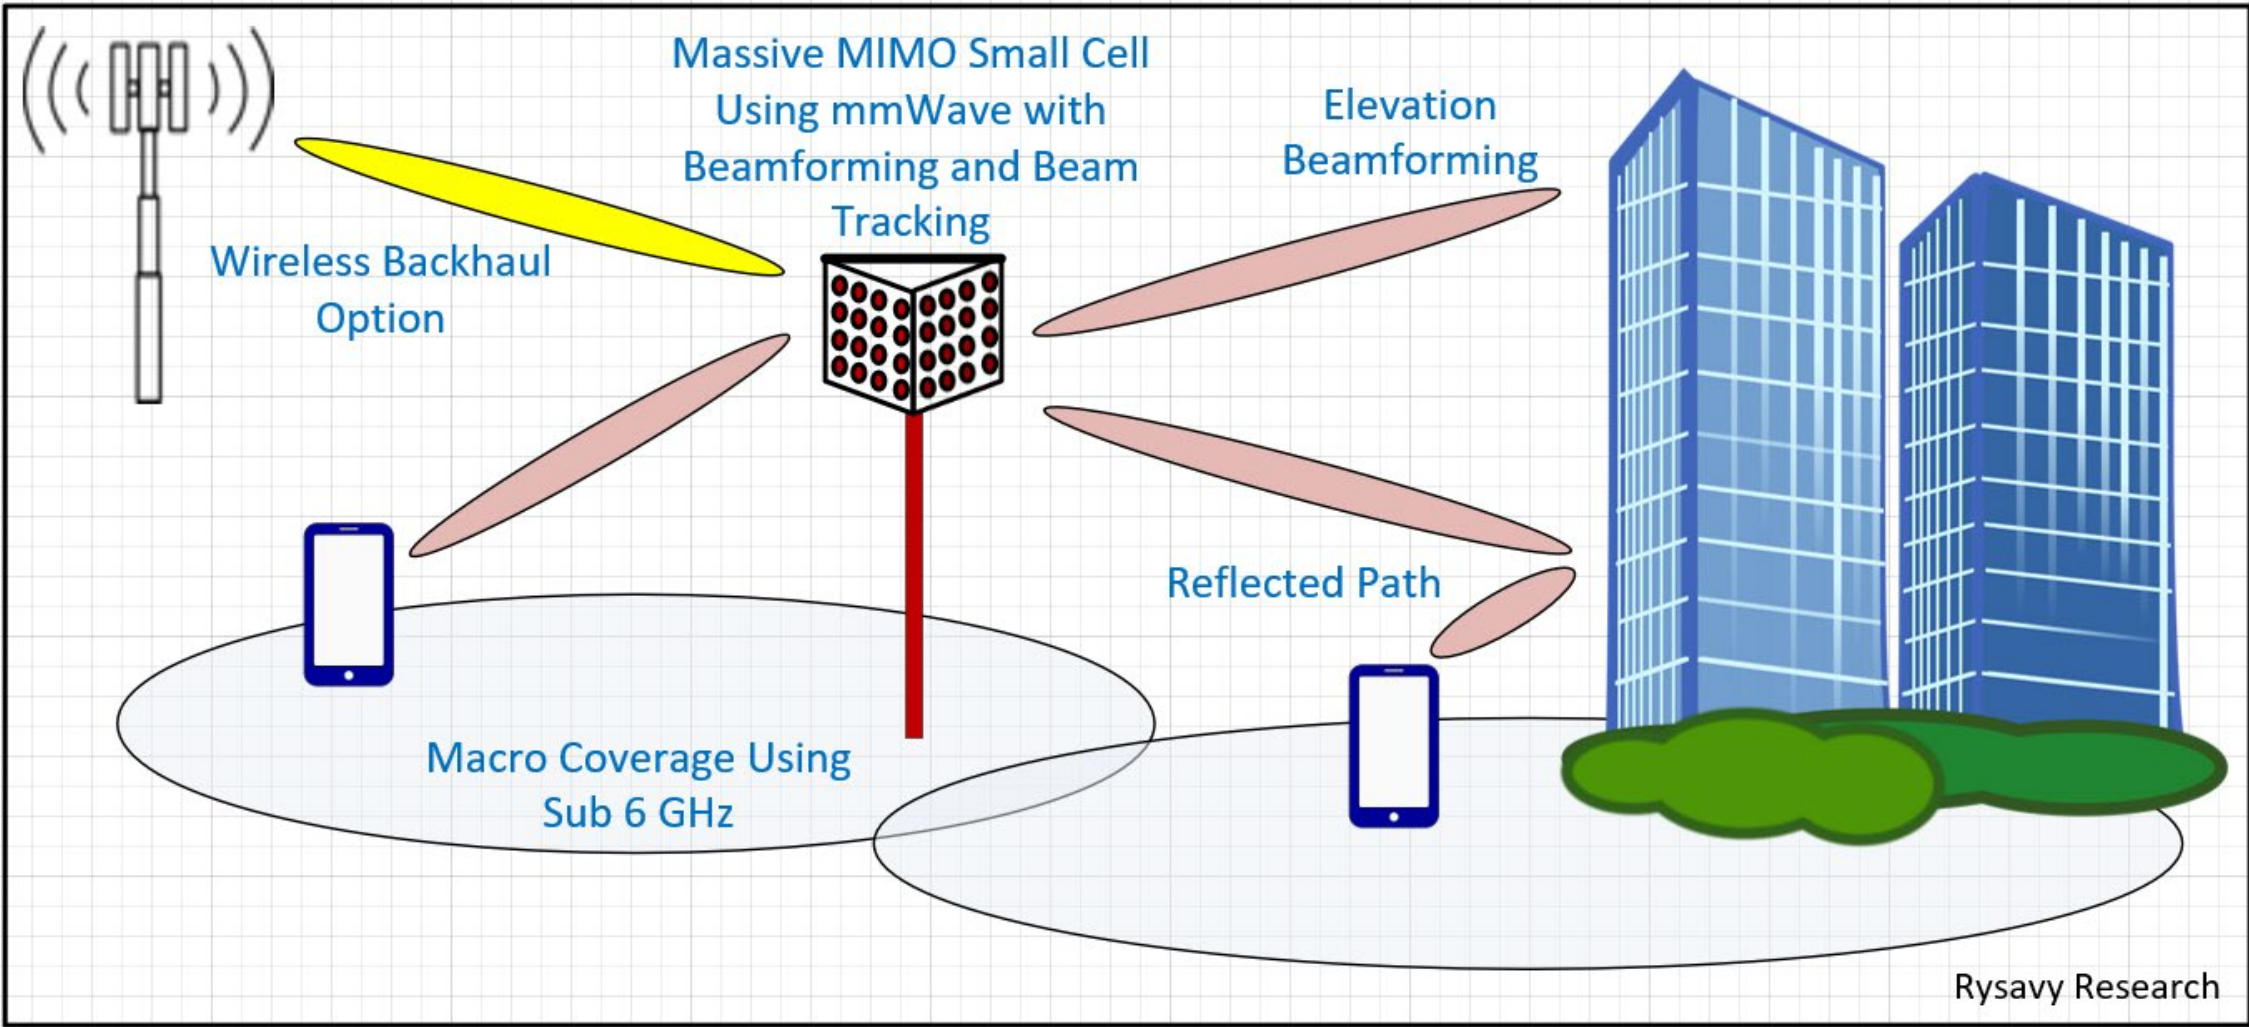 Massive MIMO Small Cell
Using mmWave with
Beamforming and Beam
Tracking
Elevation
Beamforming
Wireless Backhaul
Option
Reflected Path
Macro Coverage Using
Sub 6 GHz
Rysavy Research